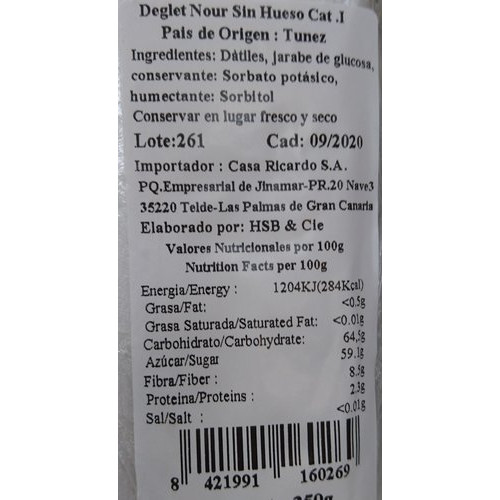 Deglet Nour Sin Hueso Cat .I
Pais de Origen : Tunez
Ingredientes: Dátiles, jarabe de glucosa,
conservante: Sorbato potásico,
humectante: Sorbitol
Conservar en lugar fresco y seco
Lote:261 Cad: 09/2020
Importador : Casa Ricardo S.A.
PQ.Empresarial de Jinamar-PR.20 Nave3
35220 Telde-Las Palmas de Gran Canaria
Elaborado por: HSB & Cie
Valores Nutricionales por 100g
Nutrition Facts per 100g
Energia/Energy : 1204KJ(284Kcal)
Grasa/Fat: <0.5g
Grasa Saturada/Saturated Fat: <0.01g
Carbohidrato/Carbohydrate: 64,5g
Azúcar/Sugar 59.1g
Fibra/Fiber : 8.5g
Proteina/Proteins : 2.3g
Sal/Salt : <0.01g
8 421991 160269
250g